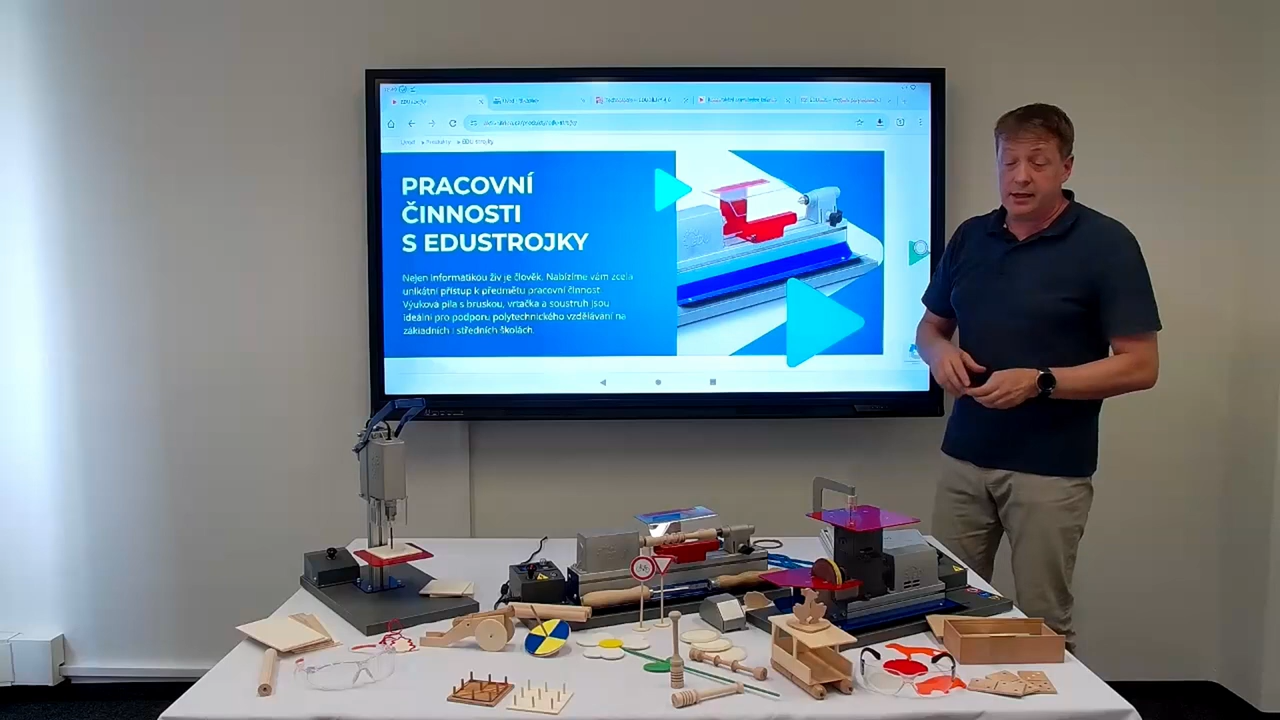 PRACOVNÍ
ČINNOSTI
S EDUSTROJKY
Nejen informatikou živ je člověk. Nabízíme vám zcela
unikátní přístup k předmětu pracovní činnost.
Výuková pila s bruskou, vrtačka a soustruh jsou
ideální pro podporu polytechnického vzdělávání na
základních i středních školách.